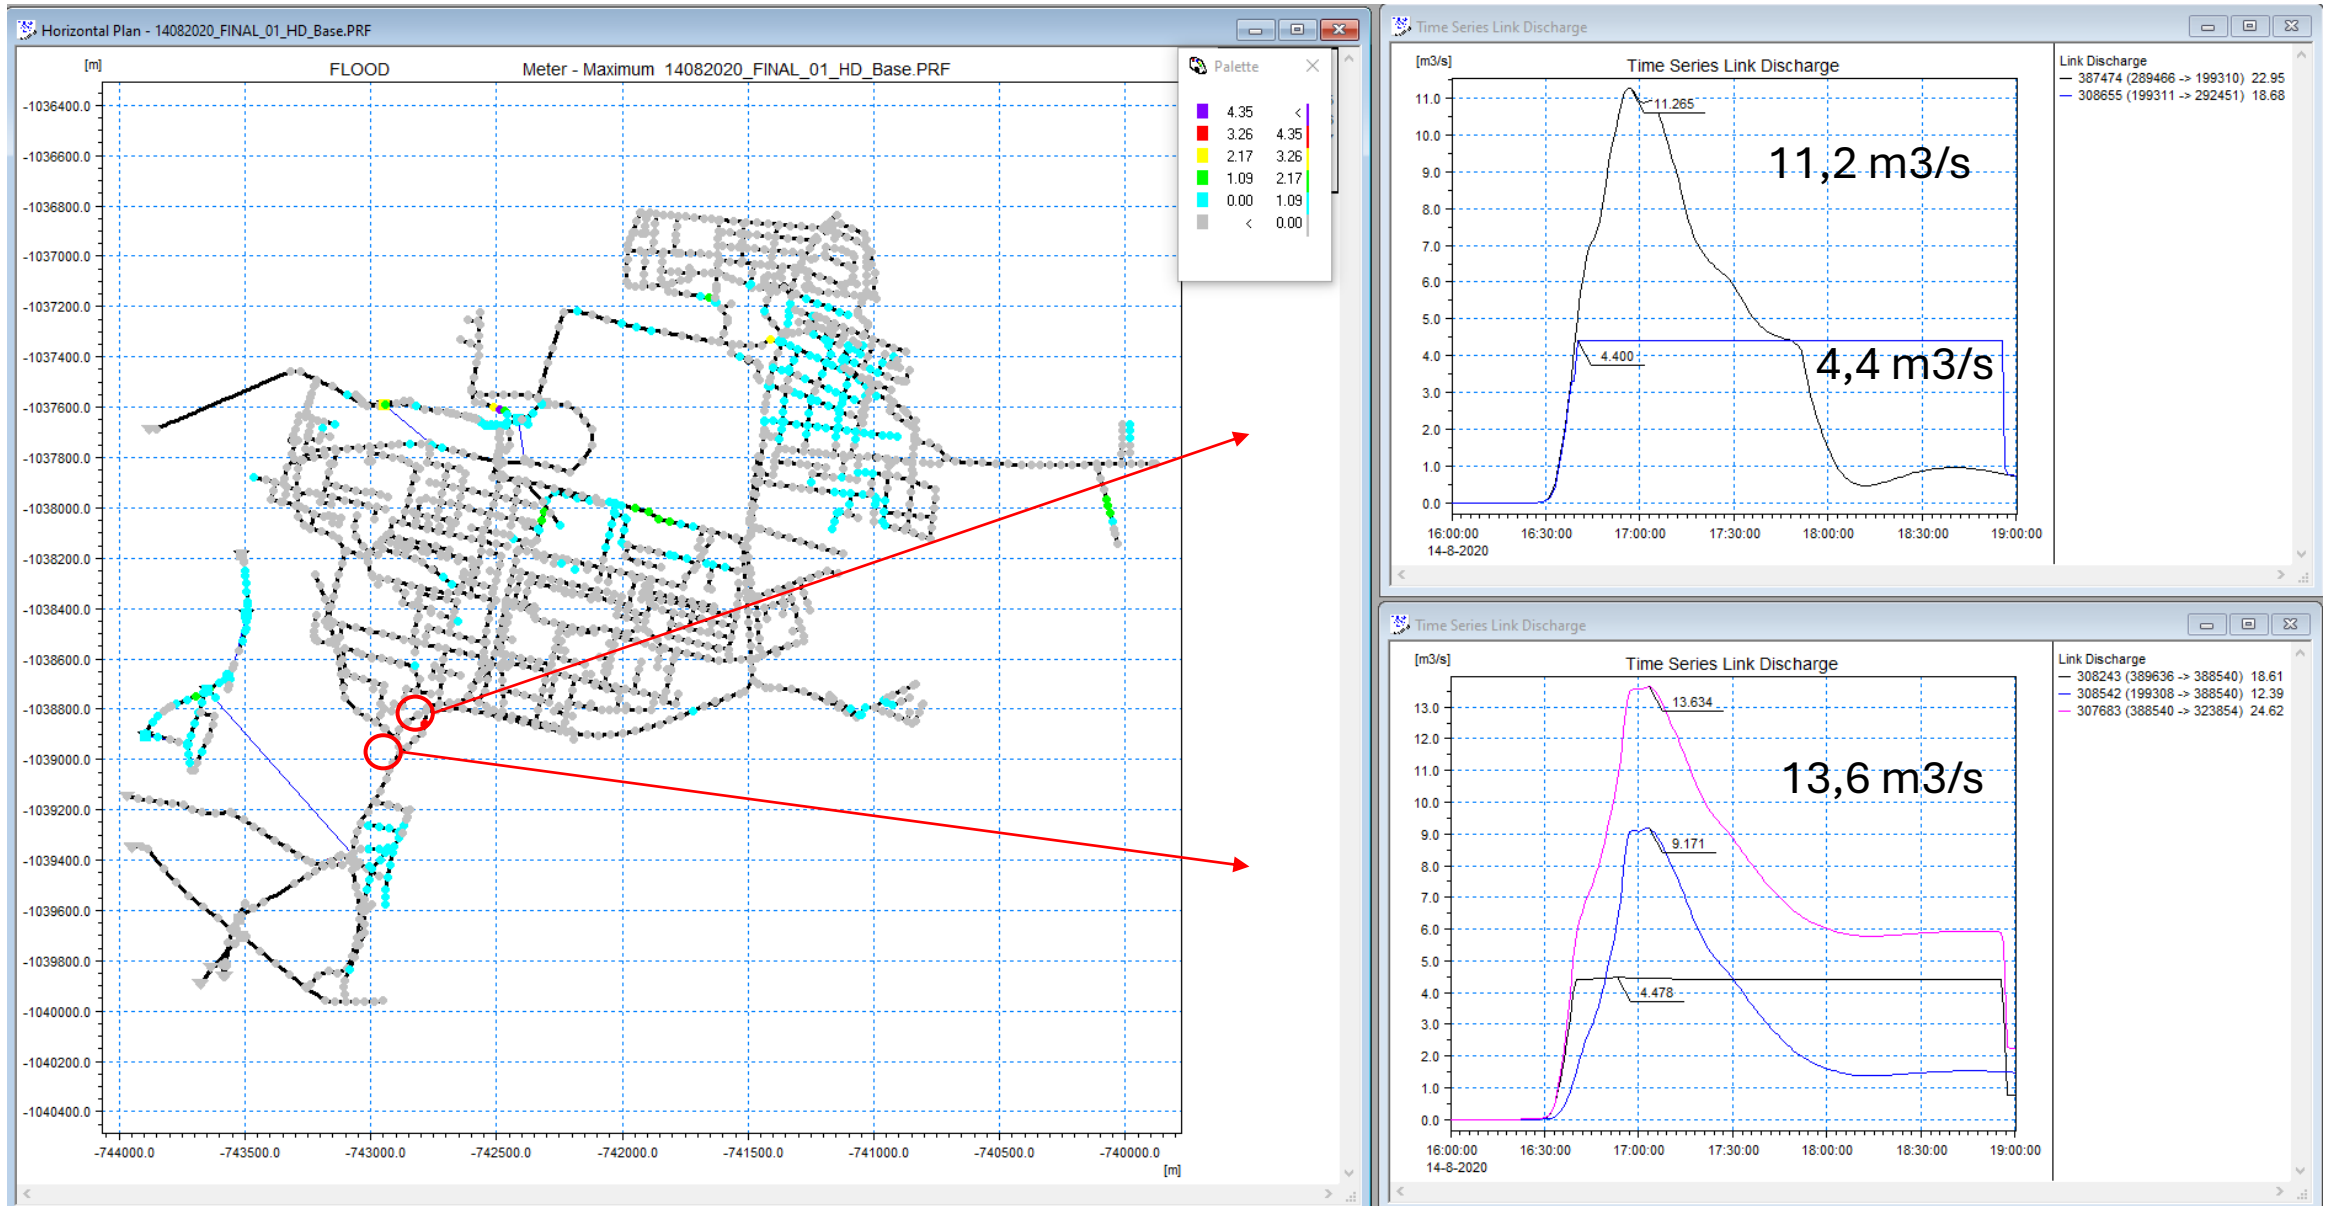 Horizontal Plan - 14082020_FINAL_01_HD_Base.PRF
[m]
FLOOD
Meter - Maximum 14082020_FINAL_01_HD_Base.PRF
-1036400.0
-1036600.0
-1036800.0
-1037000.0
-1037200.0
-1037400.0
-1037600.0
-1037800.0
-1038000.0
-1038200.0
-1038400.0
-1038600.0
-1038800.0
-1039000.0
-1039200.0
-1039400.0
-1039600.0
-1039800.0
-1040000.0
-1040200.0
-1040400.0
-744000.0 -743500.0 -743000.0 -742500.0 -742000.0 -741500.0 -741000.0 -740500.0 -740000.0
[m]
Palette
4.35 <
3.26 4.35
2.17 3.26
1.09 2.17
0.00 1.09
< 0.00
Time Series Link Discharge
[m3/s]
Time Series Link Discharge
11.0
10.0
9.0
8.0
7.0
6.0
5.0
4.0
3.0
2.0
1.0
0.0
11.265
11,2 m3/s
4.400
4,4 m3/s
16:00:00 16:30:00 17:00:00 17:30:00 18:00:00 18:30:00 19:00:00
14-8-2020
Link Discharge
387474 (289466 -> 199310) 22.95
308655 (199311 -> 292451) 18.68
Time Series Link Discharge
[m3/s]
Time Series Link Discharge
13.0
12.0
11.0
10.0
9.0
8.0
7.0
6.0
5.0
4.0
3.0
2.0
1.0
0.0
13.634
13,6 m3/s
9.171
4.478
16:00:00 16:30:00 17:00:00 17:30:00 18:00:00 18:30:00 19:00:00
14-8-2020
Link Discharge
308243 (389636 -> 388540) 18.61
308542 (199308 -> 388540) 12.39
307683 (388540 -> 323854) 24.62